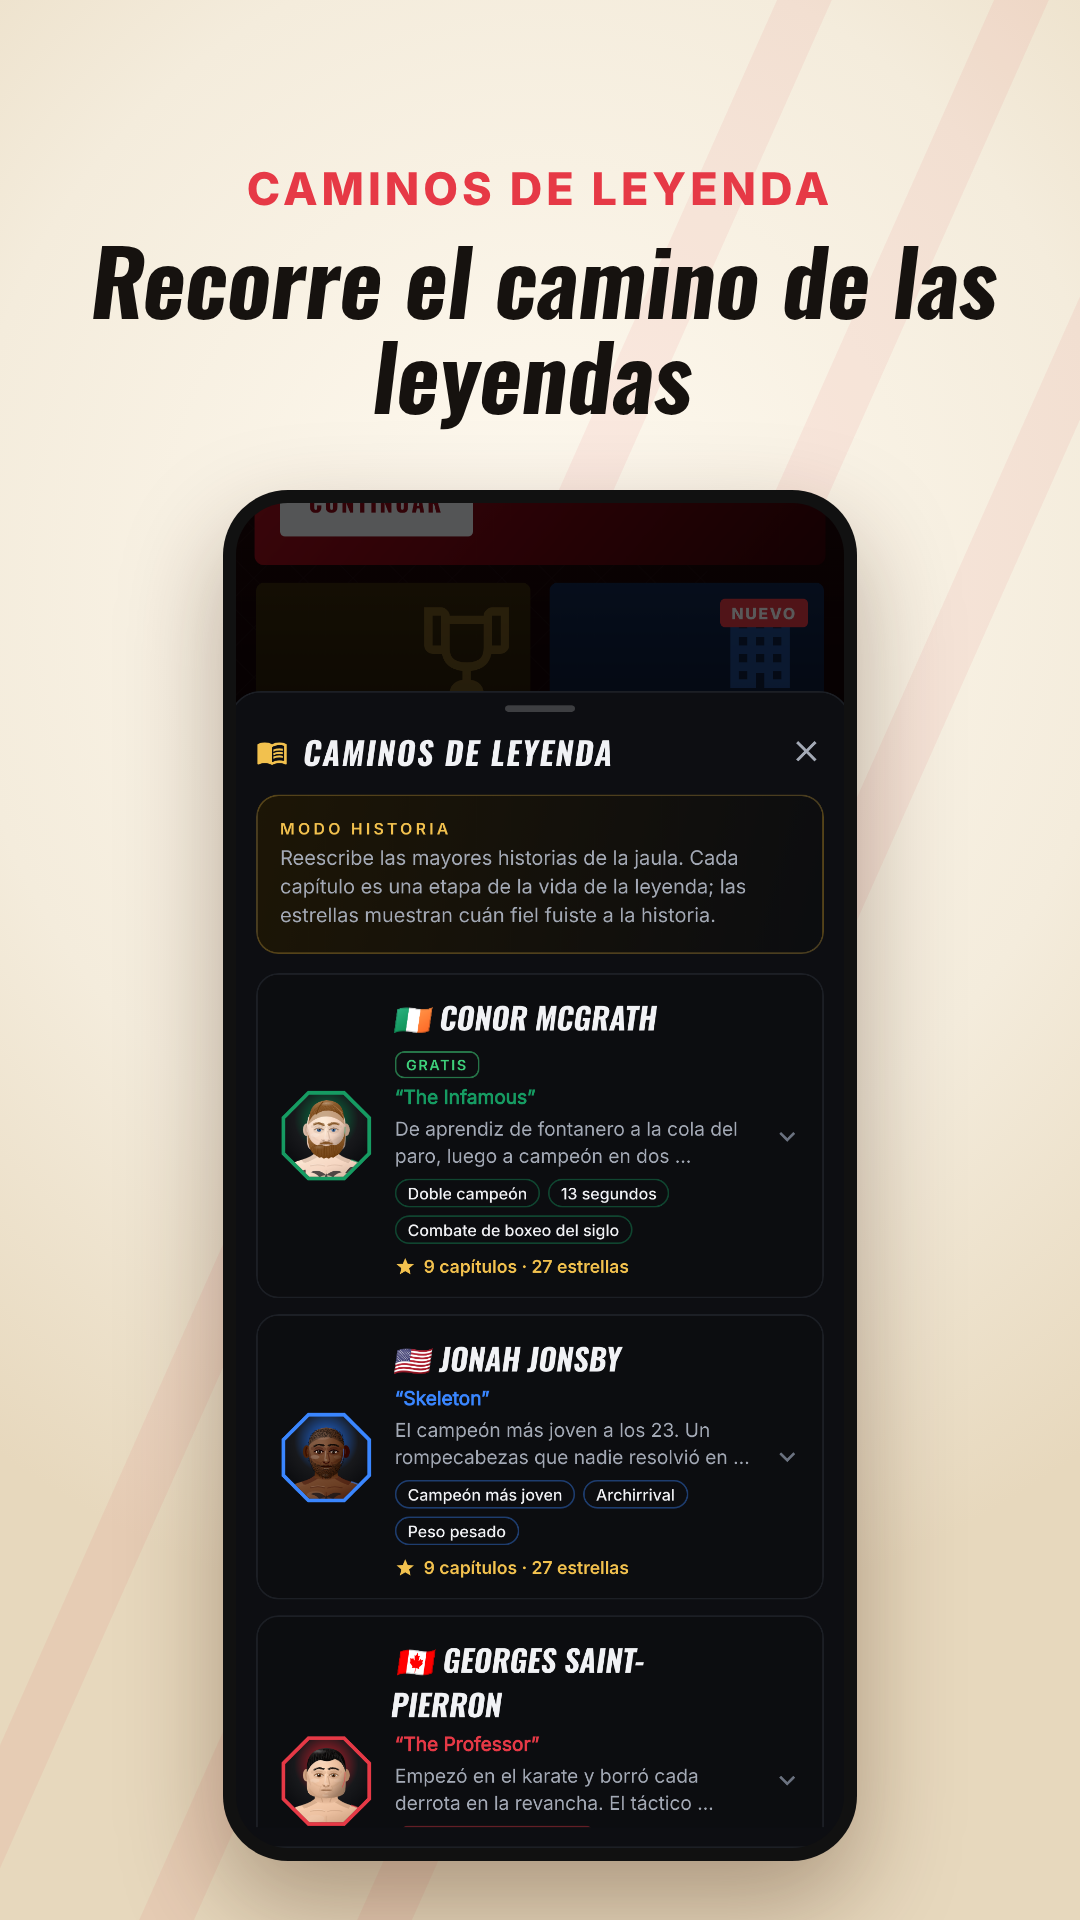 CAMINOS DE LEYENDA
Recorre el camino de las
leyendas
CONTINUAR
NUEVO
CAMINOS DE LEYENDA
MODO HISTORIA
Reescribe las mayores historias de la jaula. Cada
capítulo es una etapa de la vida de la leyenda; las
estrellas muestran cuán fiel fuiste a la historia.
CONOR MCGRATH
GRATIS
“The Infamous”
De aprendiz de fontanero a la cola del
paro, luego a campeón en dos ...
Doble campeón
13 segundos
Combate de boxeo del siglo
9 capítulos · 27 estrellas
JONAH JONSBY
“Skeleton”
El campeón más joven a los 23. Un
rompecabezas que nadie resolvió en ...
Campeón más joven
Archirrival
Peso pesado
9 capítulos · 27 estrellas
GEORGES SAINT-
PIERRON
“The Professor”
Empezó en el karate y borró cada
derrota en la revancha. El táctico ...